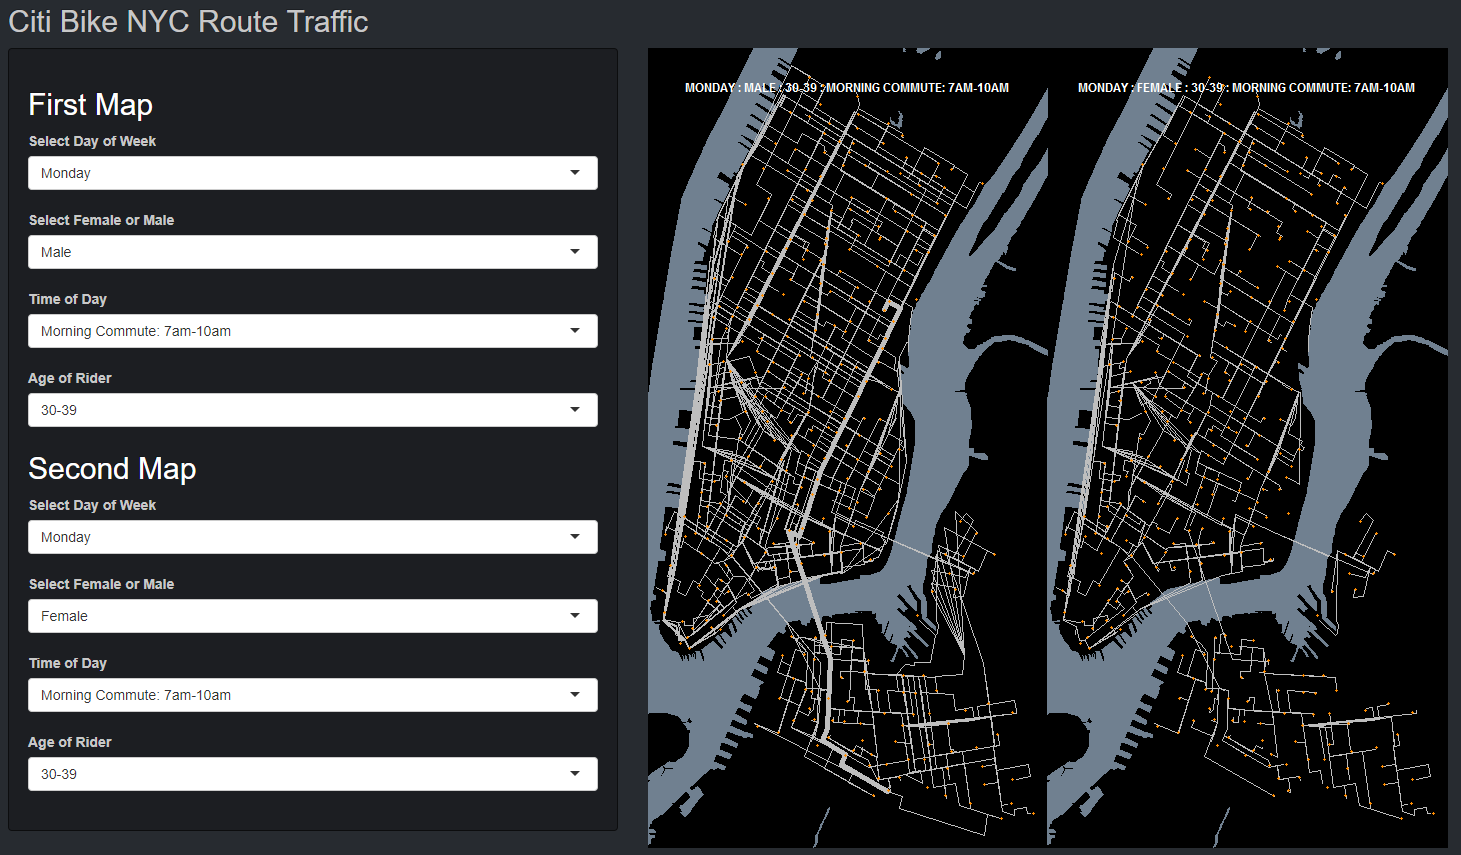 Citi Bike NYC Route Traffic
First Map
Select Day of Week
Monday
Select Female or Male
Male
Time of Day
Morning Commute: 7am-10am
Age of Rider
30-39
Second Map
Select Day of Week
Monday
Select Female or Male
Female
Time of Day
Morning Commute: 7am-10am
Age of Rider
30-39
MONDAY : MALE : 30-39 : MORNING COMMUTE: 7AM-10AM
MONDAY : FEMALE : 30-39 : MORNING COMMUTE: 7AM-10AM